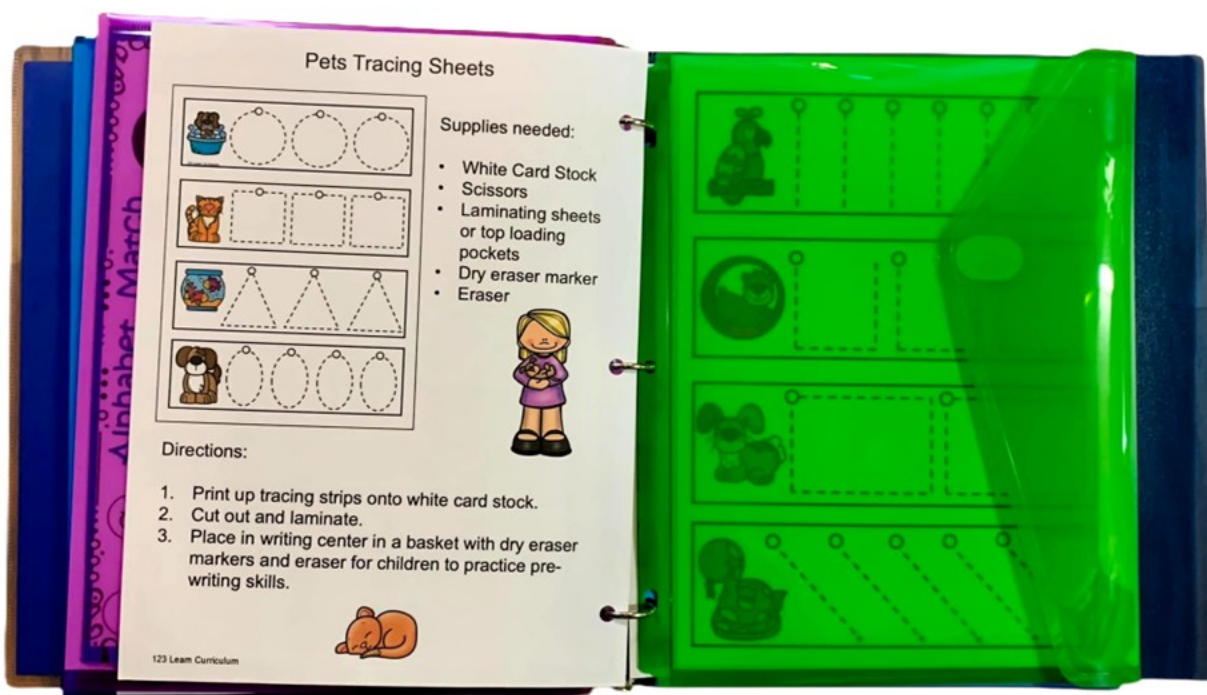 Pets Tracing Sheets
Supplies needed:
• White Card Stock
• Scissors
• Laminating sheets
or top loading
pockets
• Dry eraser marker
• Eraser
Directions:
1. Print up tracing strips onto white card stock.
2. Cut out and laminate.
3. Place in writing center in a basket with dry eraser
markers and eraser for children to practice pre-
writing skills.
123 Learn Curriculum
Alphabet Match